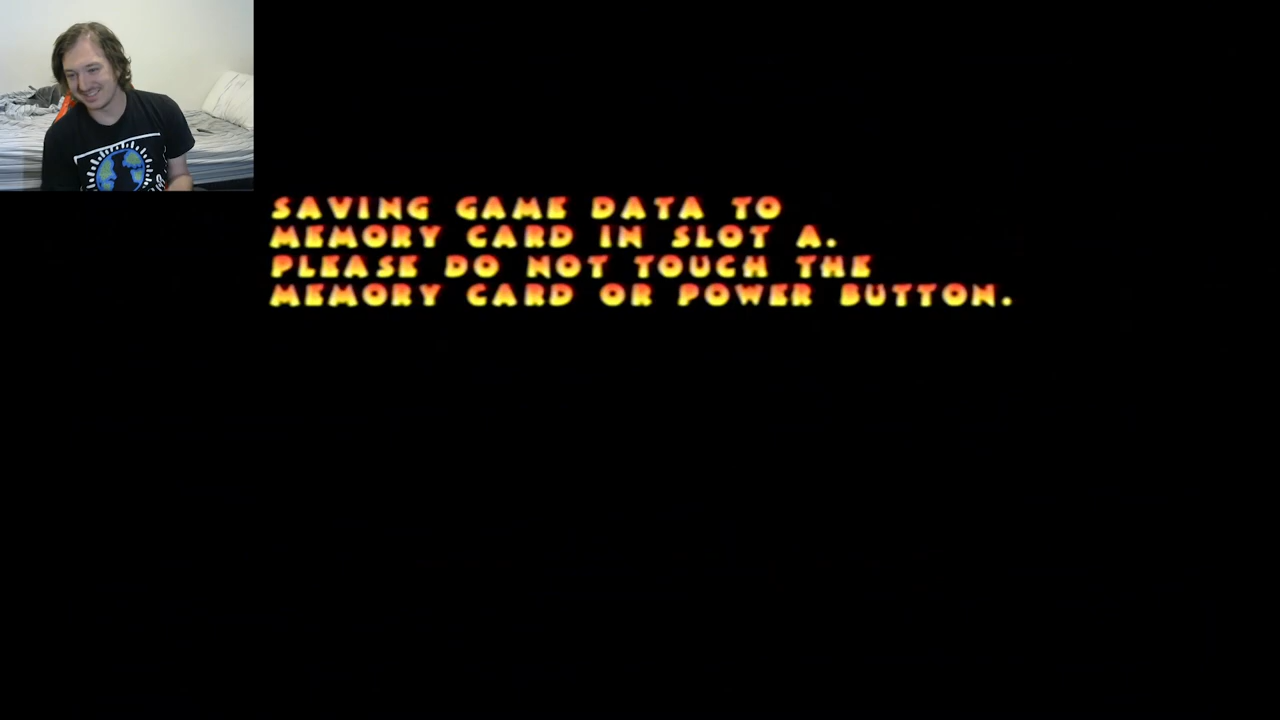 SAVING GAME DATA TO
MEMORY CARD IN SLOT A.
PLEASE DO NOT TOUCH THE
MEMORY CARD OR POWER BUTTON.